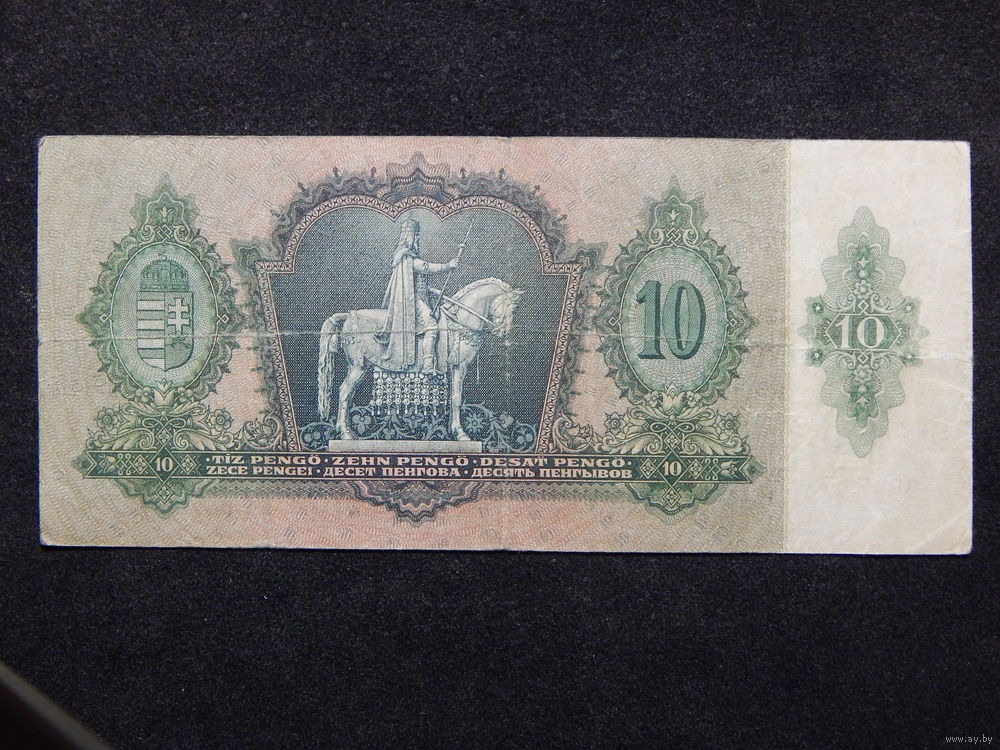 10
10
·TÍZ PENGŐ·ZEHN PENGŐ·DESAŤ PENGŐ·
10 ZECE PENGEI·ДЕСЕТ ПЕНГОВА·ДЕСЯТЬ ПЕНГЫВОВ 10
www.ay.by